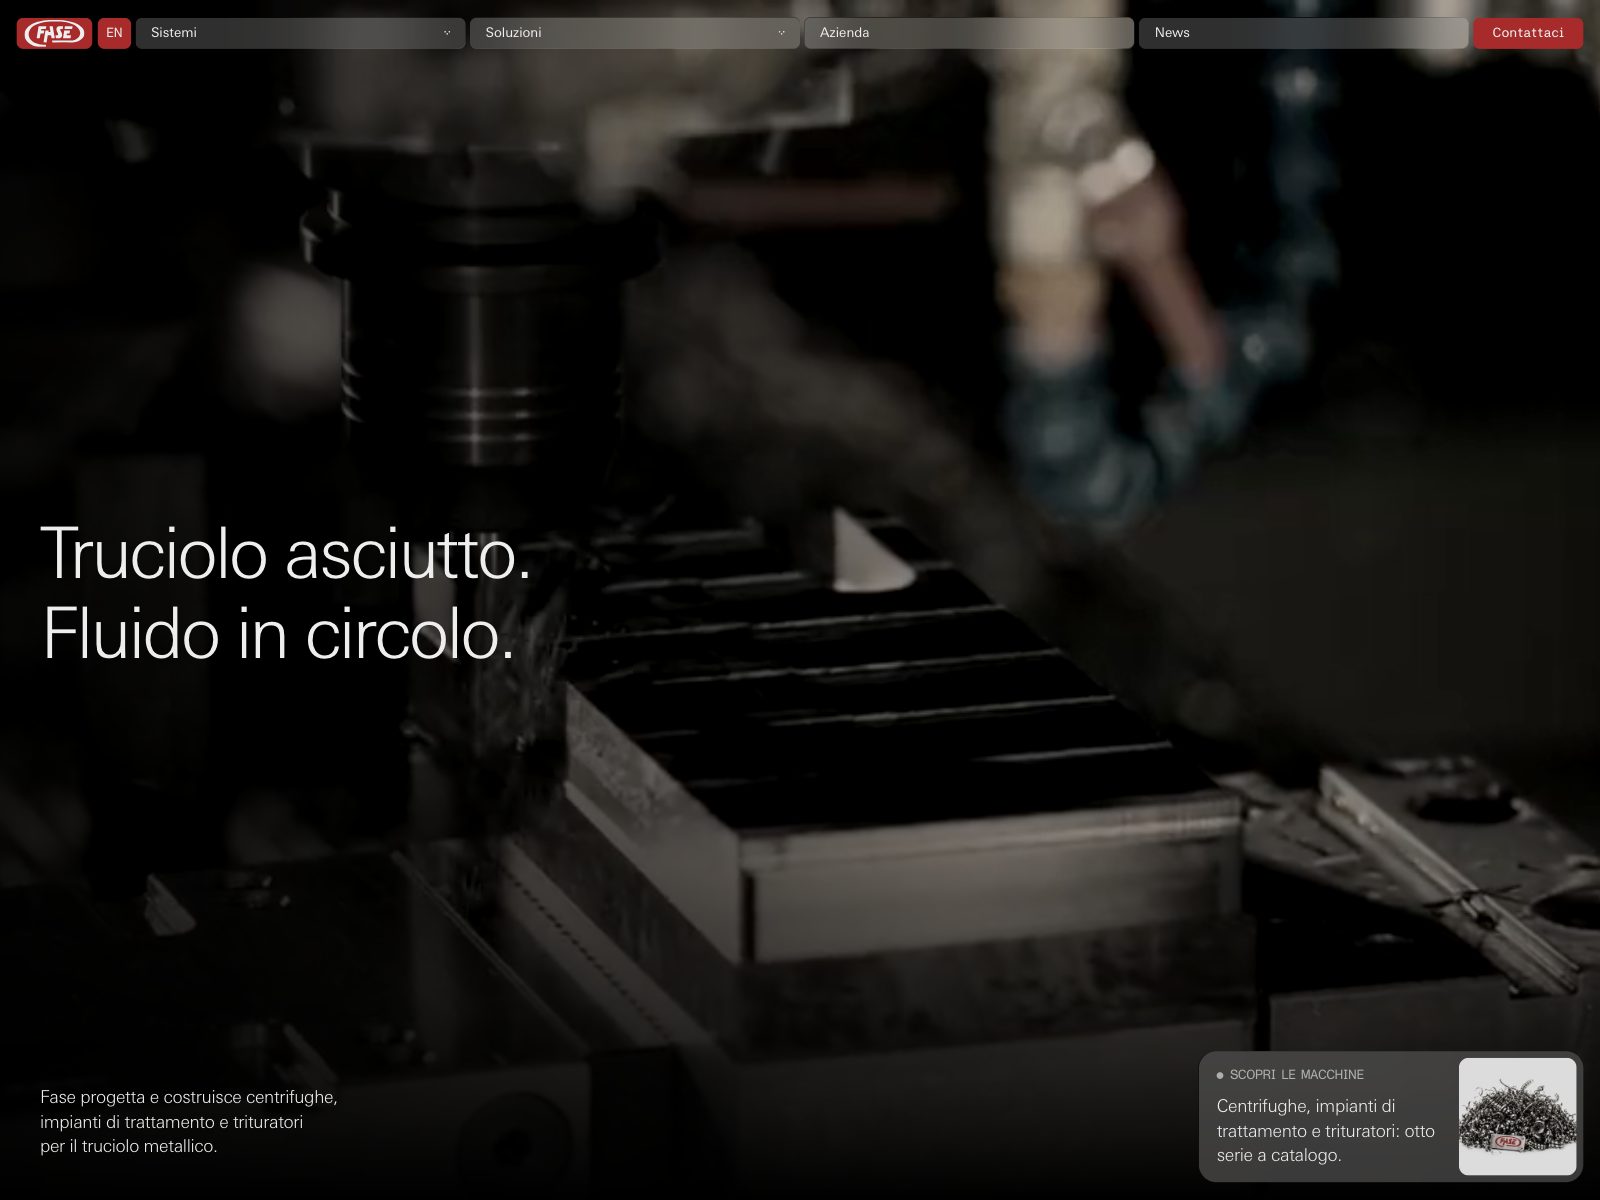 FASE
EN
Sistemi
Soluzioni
Azienda
News
Contattaci
Truciolo asciutto.
Fluido in circolo.
Fase progetta e costruisce centrifughe,
impianti di trattamento e trituratori
per il truciolo metallico.
SCOPRI LE MACCHINE
Centrifughe, impianti di
trattamento e trituratori: otto
serie a catalogo.
FASE